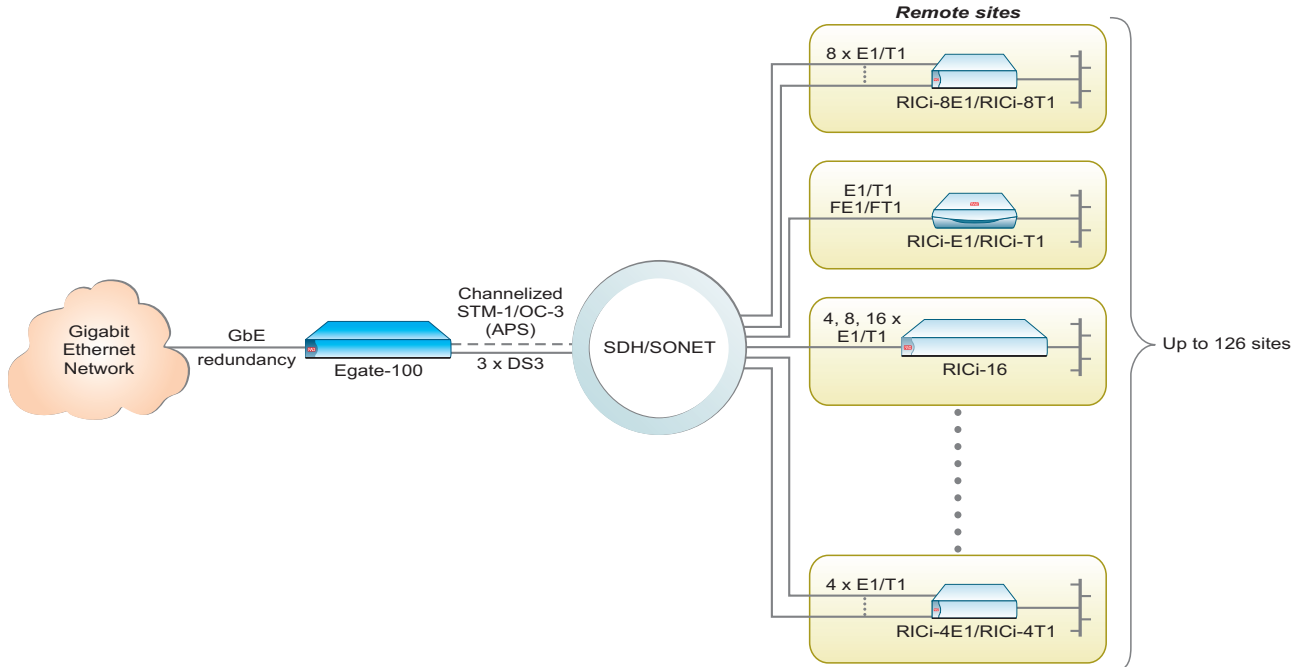 Remote sites
8 x E1/T1
RICi-8E1/RICi-8T1
E1/T1
FE1/FT1
RICi-E1/RICi-T1
Gigabit
Ethernet
Network
GbE
redundancy
Egate-100
Channelized
STM-1/OC-3
(APS)
3 x DS3
SDH/SONET
4, 8, 16 x
E1/T1
RICi-16
Up to 126 sites
4 x E1/T1
RICi-4E1/RICi-4T1